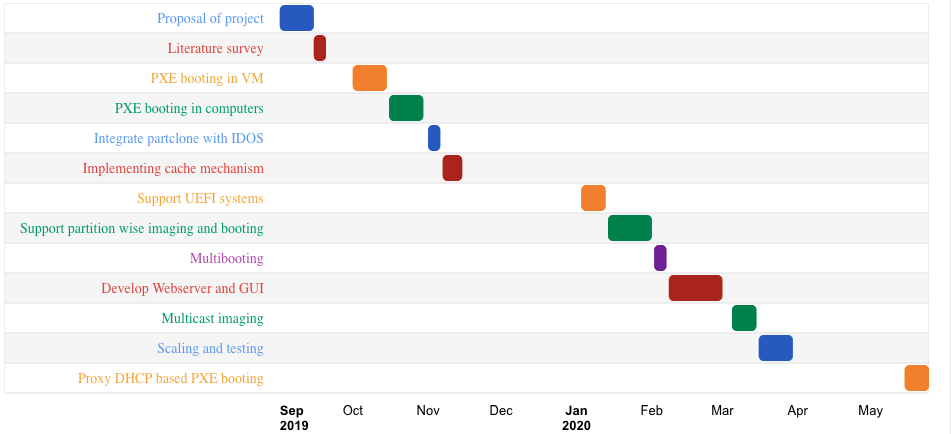 Proposal of project
Literature survey
PXE booting in VM
PXE booting in computers
Integrate partclone with IDOS
Implementing cache mechanism
Support UEFI systems
Support partition wise imaging and booting
Multibooting
Develop Webserver and GUI
Multicast imaging
Scaling and testing
Proxy DHCP based PXE booting
Sep Oct Nov Dec Jan Feb Mar Apr May
2019 2020